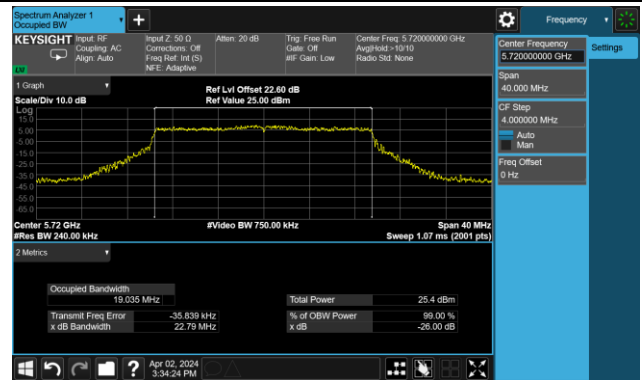 Spectrum Analyzer 1
Occupied BW
+
Frequency
KEYSIGHT
Input: RF
Coupling: AC
Align: Auto
Input Z: 50 Ω
Corrections: Off
Freq Ref: Int (S)
NFE: Adaptive
Atten: 20 dB
Trig: Free Run
Gate: Off
#IF Gain: Low
Center Freq: 5.720000000 GHz
Avg|Hold:>10/10
Radio Std: None
Center Frequency
5.720000000 GHz
Settings
Span
40.000 MHz
CF Step
4.000000 MHz
Auto
Man
Freq Offset
0 Hz
1 Graph
Scale/Div 10.0 dB
Ref Lvl Offset 22.60 dB
Ref Value 25.00 dBm
Log
15.0
5.00
-5.00
-15.0
-25.0
-35.0
-45.0
-55.0
-65.0
Center 5.72 GHz
#Video BW 750.00 kHz
Span 40 MHz
#Res BW 240.00 kHz
Sweep 1.07 ms (2001 pts)
2 Metrics
Occupied Bandwidth
19.035 MHz
Total Power 25.4 dBm
Transmit Freq Error -35.839 kHz
% of OBW Power 99.00 %
x dB Bandwidth 22.79 MHz
x dB -26.00 dB
?
Apr 02, 2024
3:34:24 PM